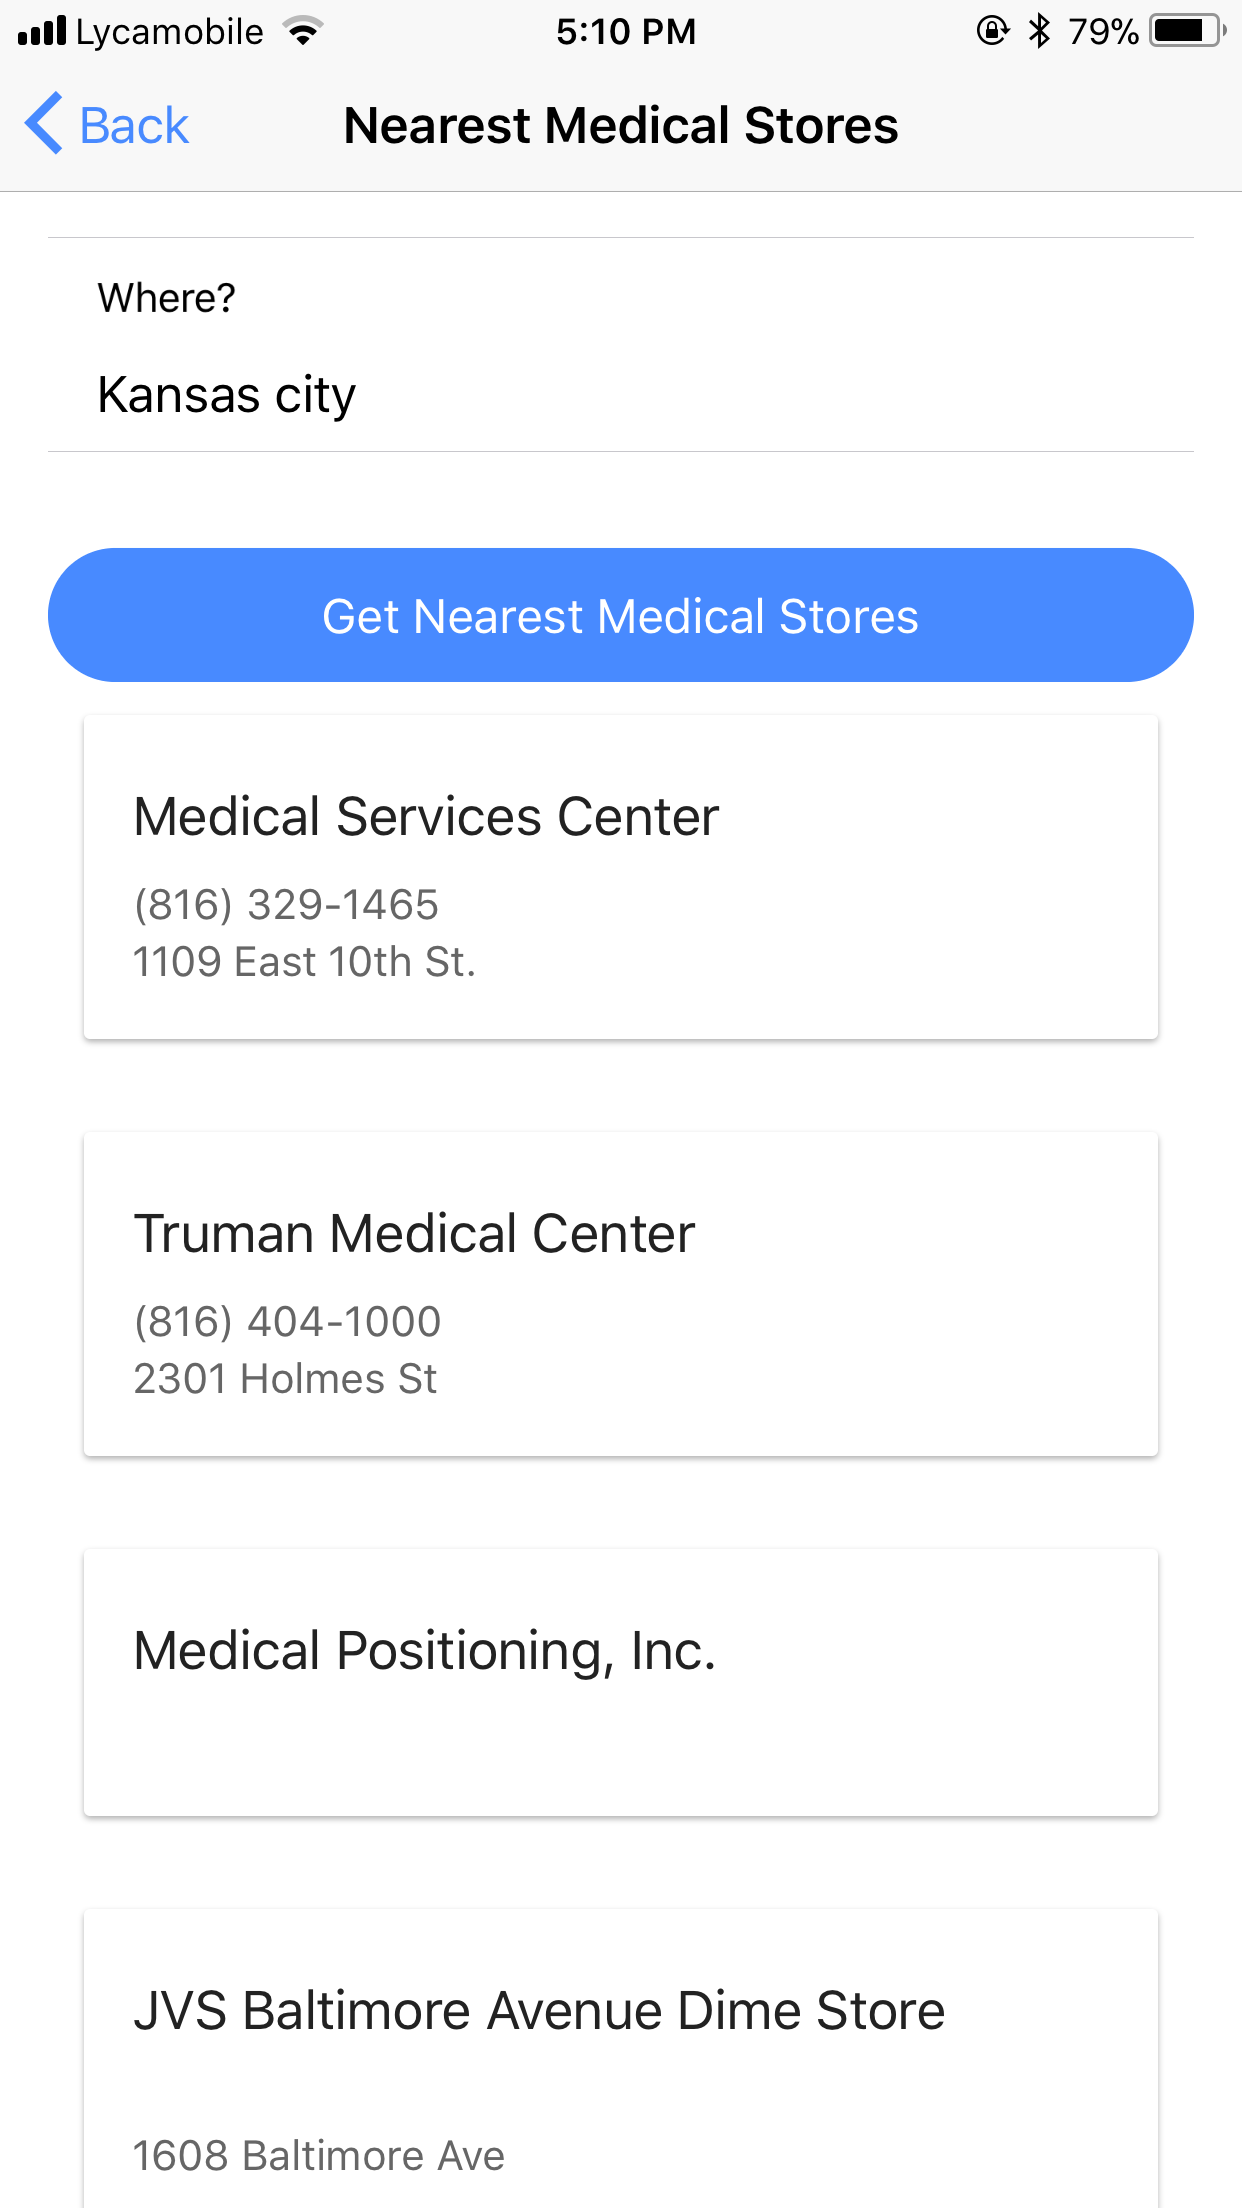 Lycamobile 5:10 PM 79%
Back Nearest Medical Stores
Where?
Kansas city
Get Nearest Medical Stores
Medical Services Center
(816) 329-1465
1109 East 10th St.
Truman Medical Center
(816) 404-1000
2301 Holmes St
Medical Positioning, Inc.
JVS Baltimore Avenue Dime Store
1608 Baltimore Ave